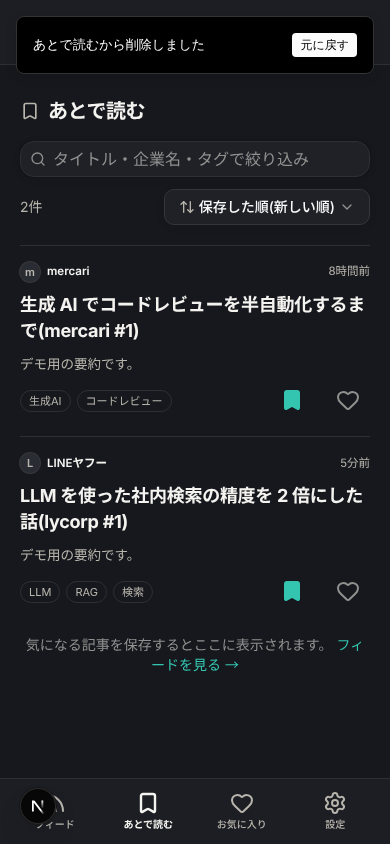 あとで読むから削除しました
元に戻す
あとで読む
タイトル・企業名・タグで絞り込み
2件
保存した順(新しい順)
m
mercari
8時間前
生成 AI でコードレビューを半自動化するま
で(mercari #1)
デモ用の要約です。
生成AI
コードレビュー
L
LINEヤフー
5分前
LLM を使った社内検索の精度を 2 倍にした
話(lycorp #1)
デモ用の要約です。
LLM
RAG
検索
気になる記事を保存するとここに表示されます。 フィ
ードを見る →
N
フィード
あとで読む
お気に入り
設定